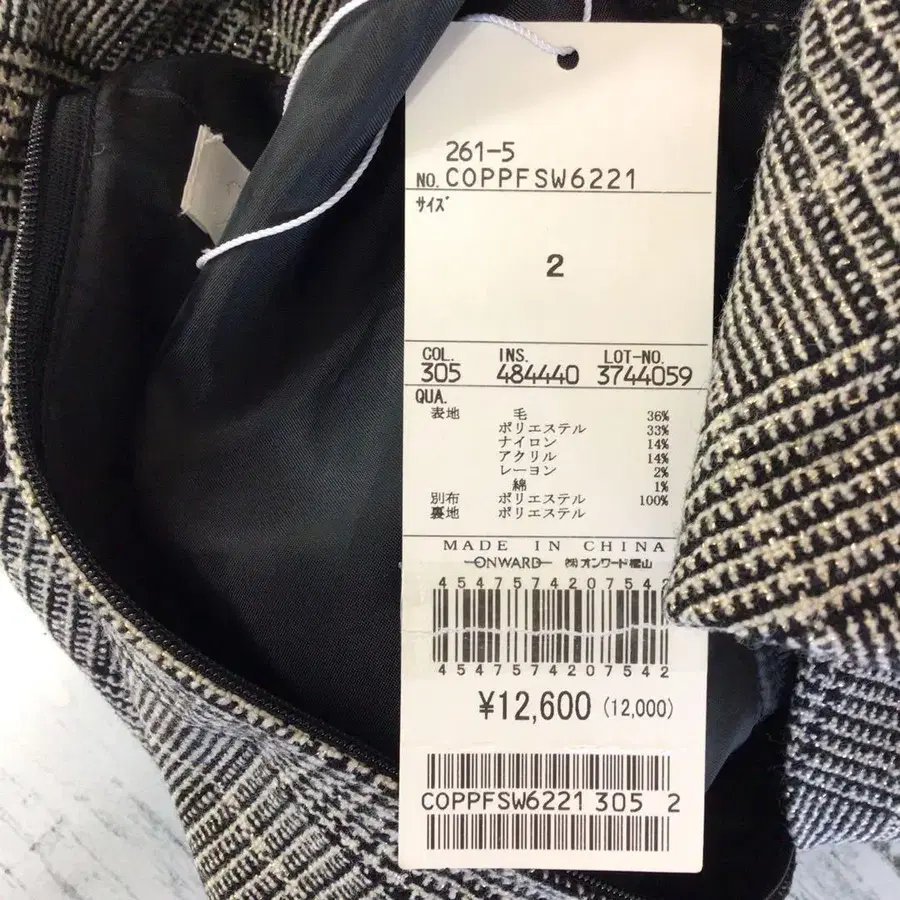 261-5
NO. COPPFSW6221
ｻｲｽﾞ
2
COL. INS. LOT-NO.
305 484440 3744059
QUA.
表地 毛 36%
ポリエステル 33%
ナイロン 14%
アクリル 14%
レーヨン 2%
綿 1%
別布 ポリエステル 100%
裏地 ポリエステル
MADE IN CHINA
ONWARD ㈱オンワード樫山
4547574207542
4547574207542
¥12,600 (12,000)
COPPFSW6221 305 2